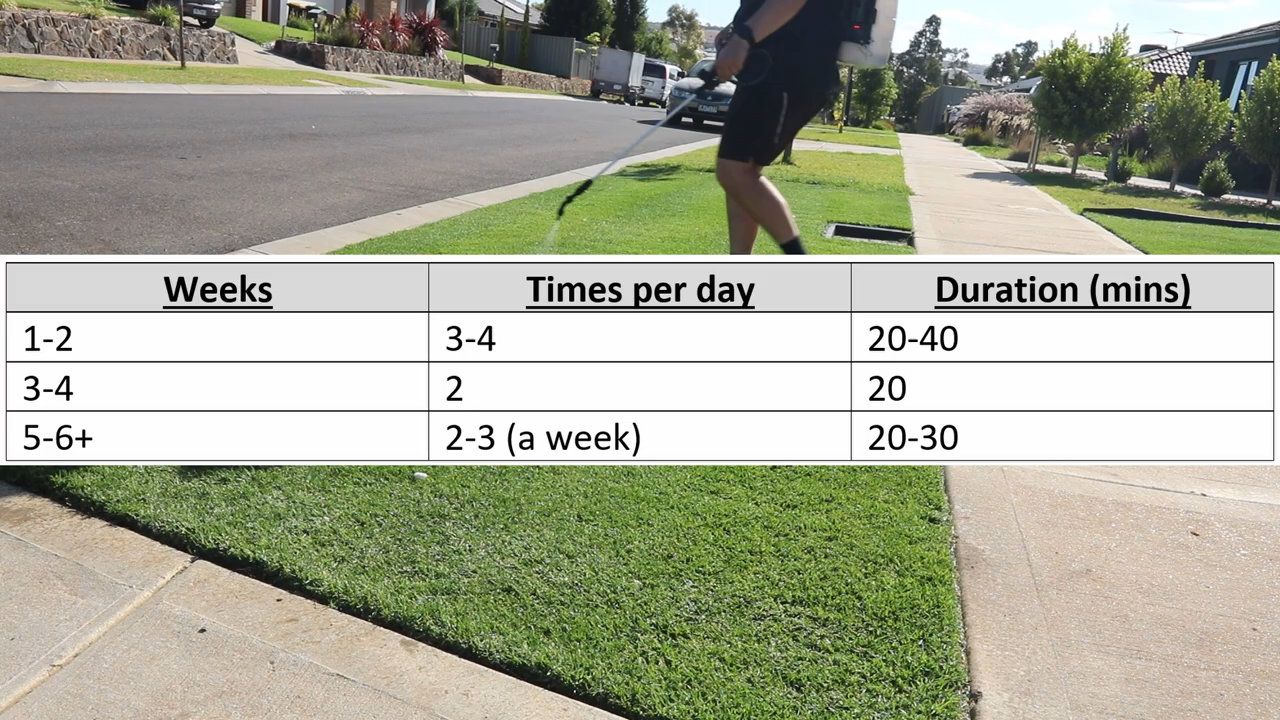 Weeks Times per day Duration (mins)
1-2 3-4 20-40
3-4 2 20
5-6+ 2-3 (a week) 20-30